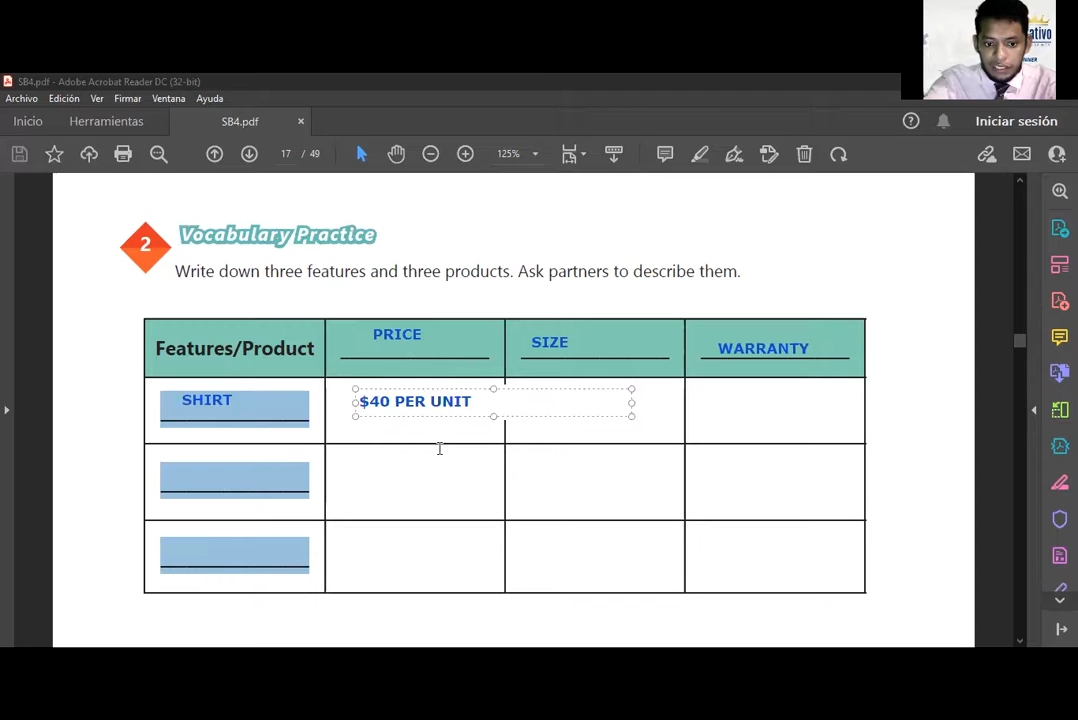 ativo
NNER
SB4.pdf - Adobe Acrobat Reader DC (32-bit)
Archivo Edición Ver Firmar Ventana Ayuda
Inicio Herramientas SB4.pdf × ? Iniciar sesión
17 / 49 125%
2 Vocabulary Practice
Write down three features and three products. Ask partners to describe them.
Features/Product PRICE SIZE WARRANTY
SHIRT $40 PER UNIT